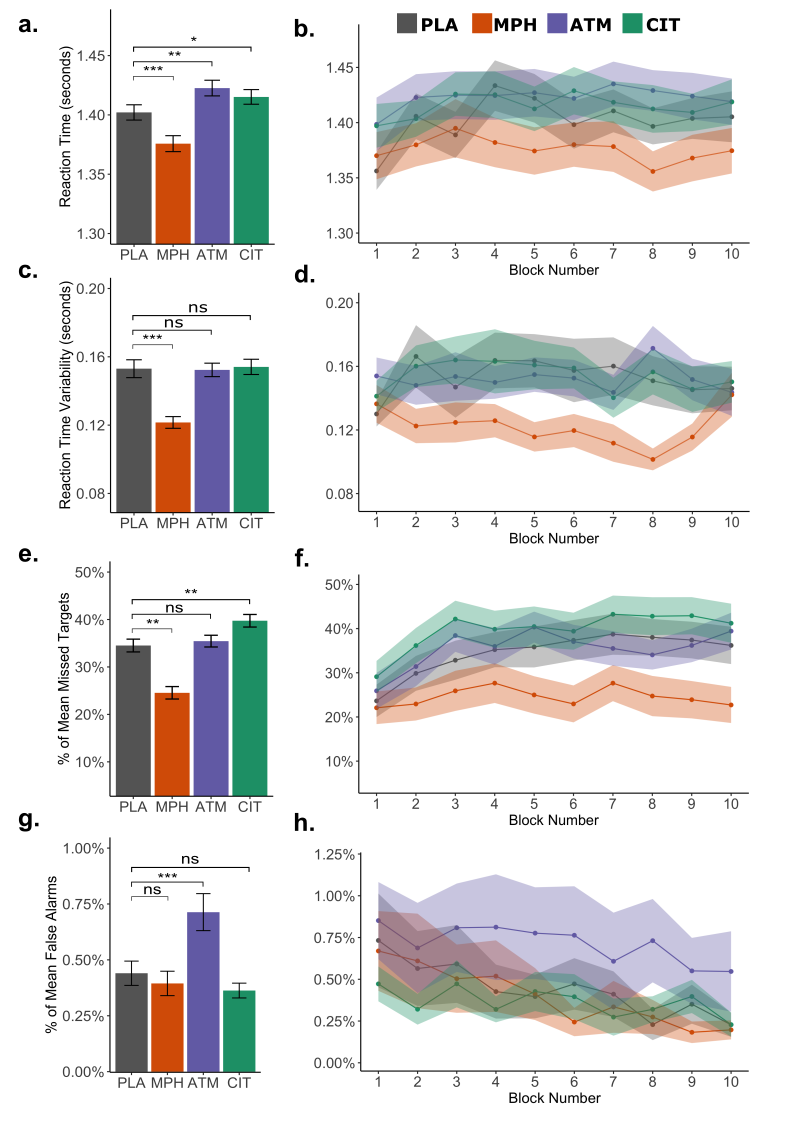 a.
Reaction Time (seconds)
1.45
1.40
1.35
1.30
*
**
***
PLA MPH ATM CIT
b.
PLA MPH ATM CIT
1.45
1.40
1.35
1.30
1 2 3 4 5 6 7 8 9 10
Block Number
c.
Reaction Time Variability (seconds)
0.20
0.16
0.12
0.08
ns
ns
***
PLA MPH ATM CIT
d.
0.20
0.16
0.12
0.08
1 2 3 4 5 6 7 8 9 10
Block Number
e.
% of Mean Missed Targets
50%
40%
30%
20%
10%
**
ns
**
PLA MPH ATM CIT
f.
50%
40%
30%
20%
10%
1 2 3 4 5 6 7 8 9 10
Block Number
g.
% of Mean False Alarms
1.00%
0.75%
0.50%
0.25%
0.00%
ns
***
ns
PLA MPH ATM CIT
h.
1.25%
1.00%
0.75%
0.50%
0.25%
0.00%
1 2 3 4 5 6 7 8 9 10
Block Number